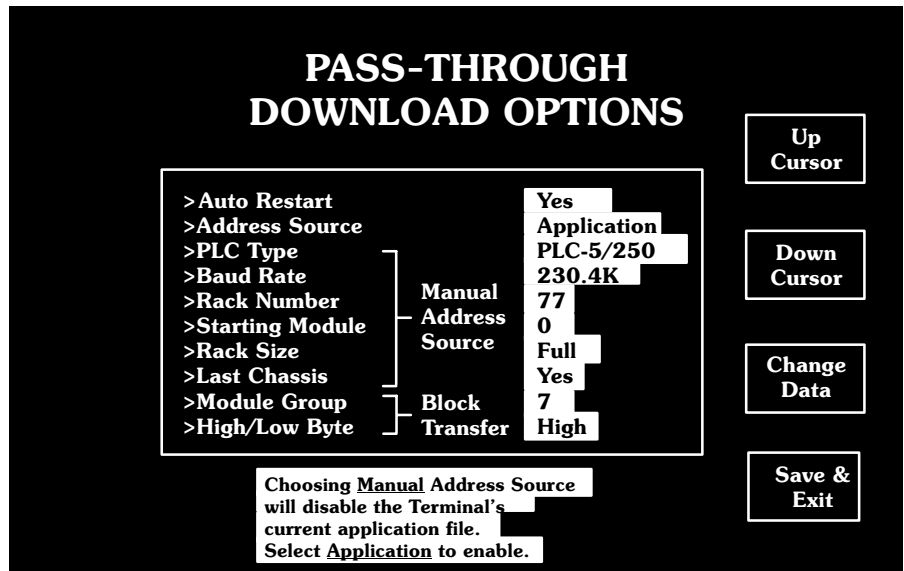 PASS-THROUGH
DOWNLOAD OPTIONS
Up
Cursor
>Auto Restart Yes
>Address Source Application
>PLC Type PLC-5/250
>Baud Rate 230.4K
>Rack Number 77
>Starting Module 0
>Rack Size Full
>Last Chassis Yes
Manual
Address
Source
>Module Group 7
>High/Low Byte High
Block
Transfer
Down
Cursor
Change
Data
Save &
Exit
Choosing Manual Address Source
will disable the Terminal's
current application file.
Select Application to enable.